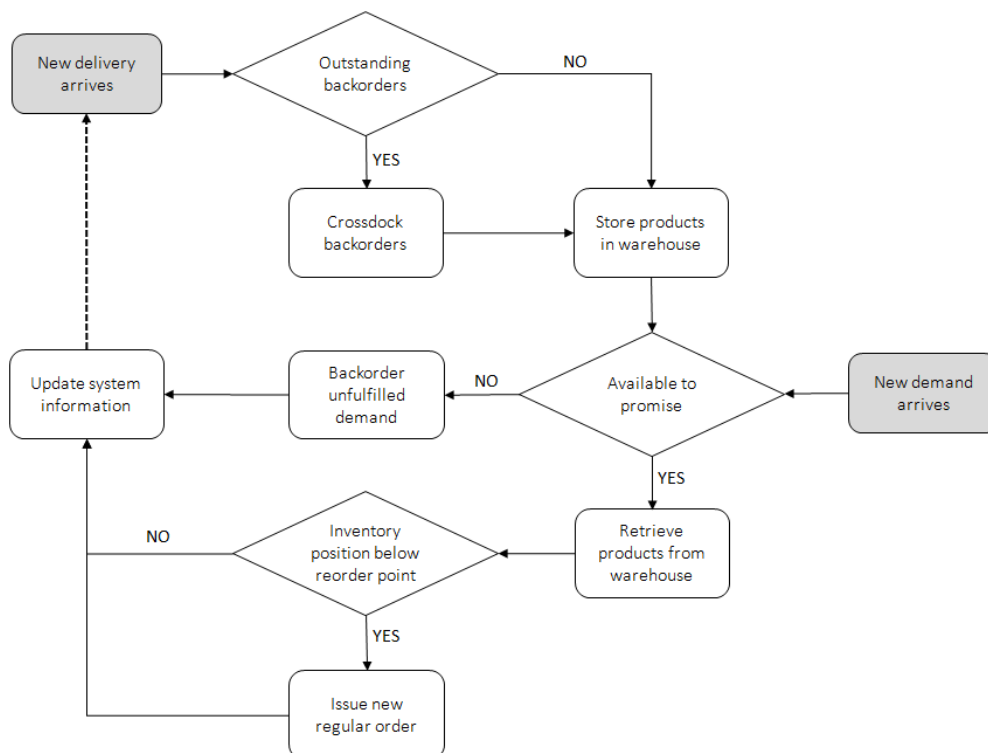 New delivery
arrives
Outstanding
backorders
NO
YES
Crossdock
backorders
Store products
in warehouse
Update system
information
Backorder
unfulfilled
demand
NO
Available to
promise
New demand
arrives
YES
NO
Inventory
position below
reorder point
Retrieve
products from
warehouse
YES
Issue new
regular order